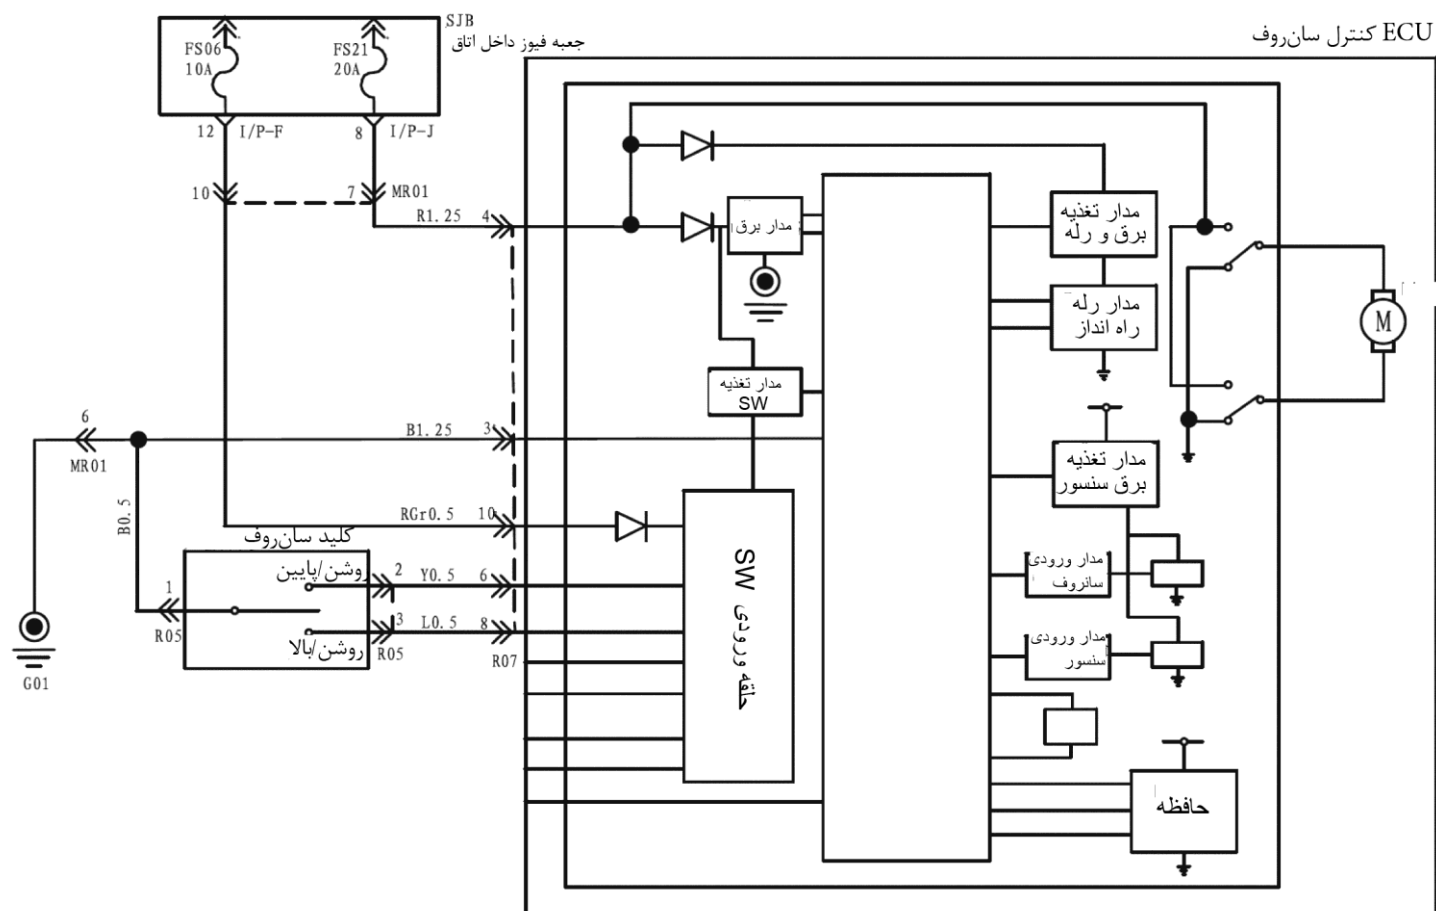 SJB
جعبه فیوز داخل اتاق
ECU کنترل سان‌روف
FS06
10A
FS21
20A
12
I/P-F
8
I/P-J
10
7
MR01
R1.25
4
مدار برق
مدار تغذیه
برق و رله
مدار رله
راه انداز
M
مدار تغذیه
SW
6
MR01
B1.25
3
مدار تغذیه
برق سنسور
B0.5
RGr0.5
10
کلید سان‌روف
روشن/پایین
2
Y0.5
6
1
R05
3
L0.5
8
روشن/بالا
R05
R07
G01
حلقه ورودی SW
مدار ورودی
سانروف
مدار ورودی
سنسور
حافظه